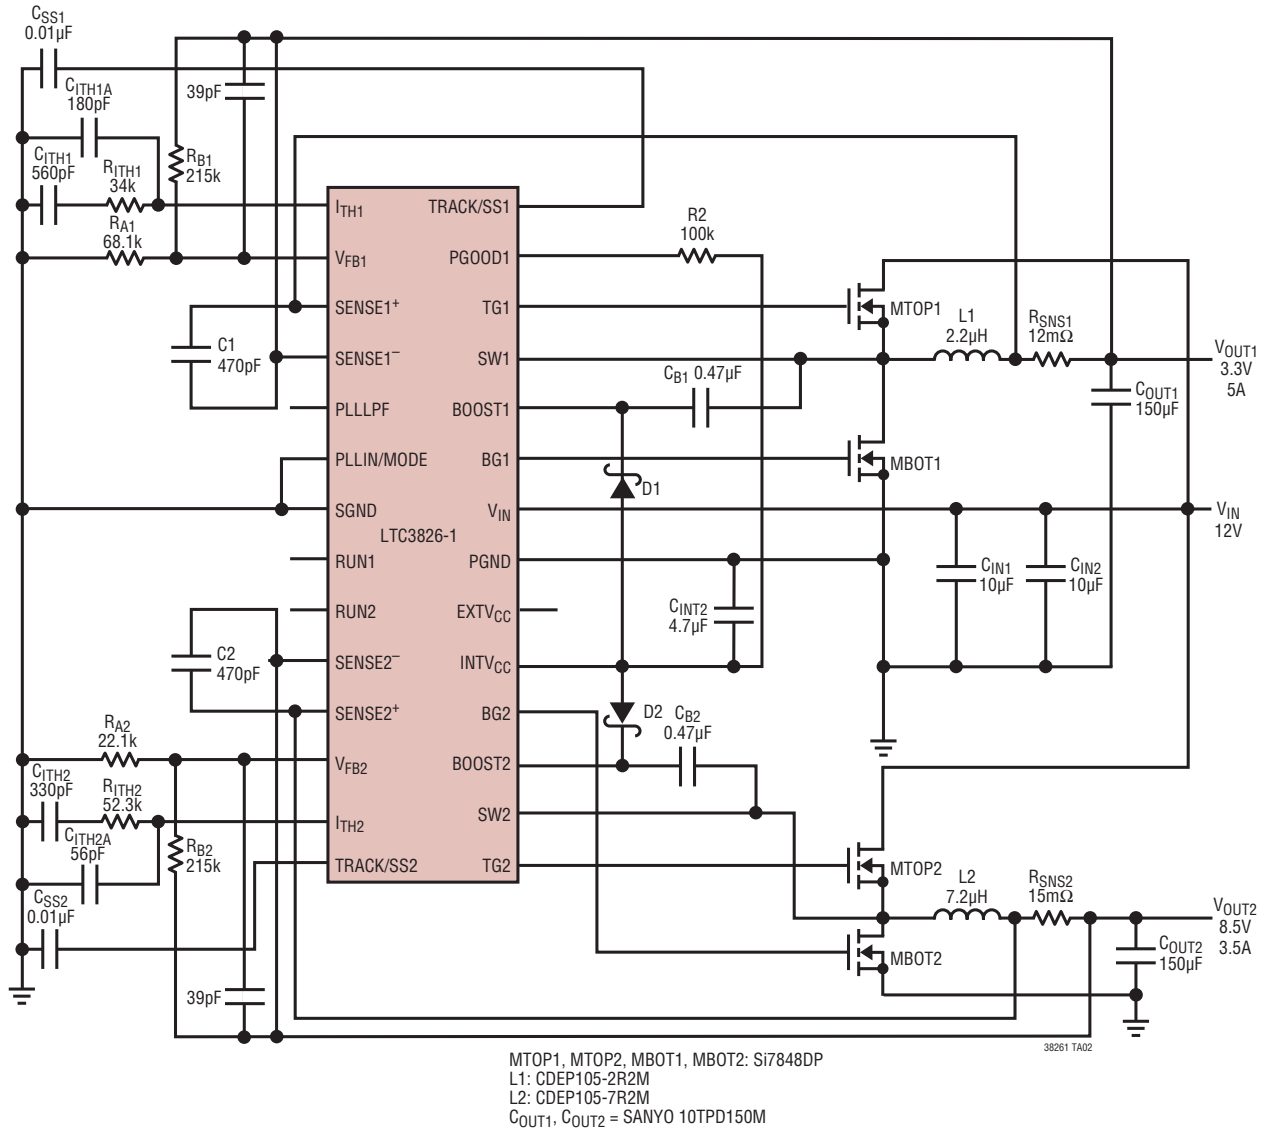 CSS1
0.01µF
CITH1A
180pF
39pF
CITH1
560pF
RITH1
34k
RB1
215k
RA1
68.1k
C1
470pF
ITH1
VFB1
SENSE1+
SENSE1–
PLLLPF
PLLIN/MODE
SGND
LTC3826-1
RUN1
RUN2
SENSE2–
SENSE2+
VFB2
ITH2
TRACK/SS2
TRACK/SS1
PGOOD1
TG1
SW1
BOOST1
BG1
VIN
PGND
EXTVCC
INTVCC
BG2
BOOST2
SW2
TG2
R2
100k
MTOP1
L1
2.2µH
RSNS1
12mΩ
VOUT1
3.3V
5A
CB1 0.47µF
COUT1
150µF
MBOT1
D1
VIN
12V
CIN1
10µF
CIN2
10µF
CINT2
4.7µF
C2
470pF
D2
CB2
0.47µF
RA2
22.1k
CITH2
330pF
RITH2
52.3k
CITH2A
56pF
RB2
215k
CSS2
0.01µF
39pF
MTOP2
L2
7.2µH
RSNS2
15mΩ
VOUT2
8.5V
3.5A
MBOT2
COUT2
150µF
38261 TA02
MTOP1, MTOP2, MBOT1, MBOT2: Si7848DP
L1: CDEP105-2R2M
L2: CDEP105-7R2M
COUT1, COUT2 = SANYO 10TPD150M